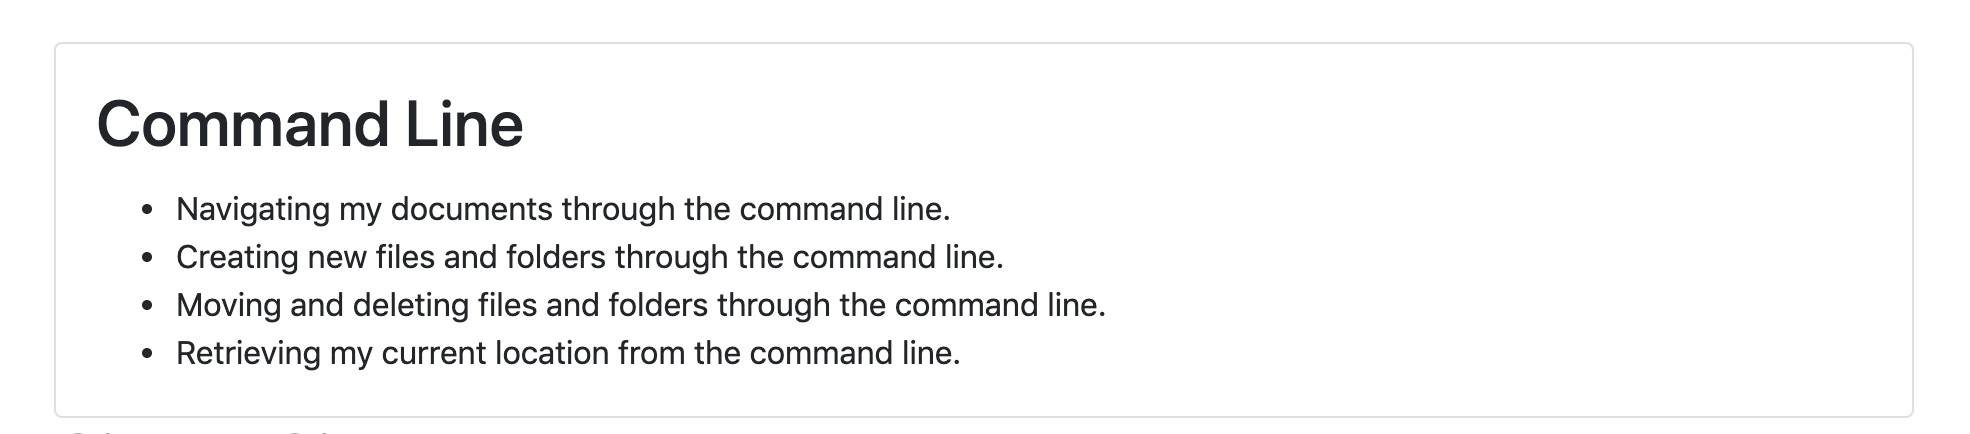 Command Line
• Navigating my documents through the command line.
• Creating new files and folders through the command line.
• Moving and deleting files and folders through the command line.
• Retrieving my current location from the command line.